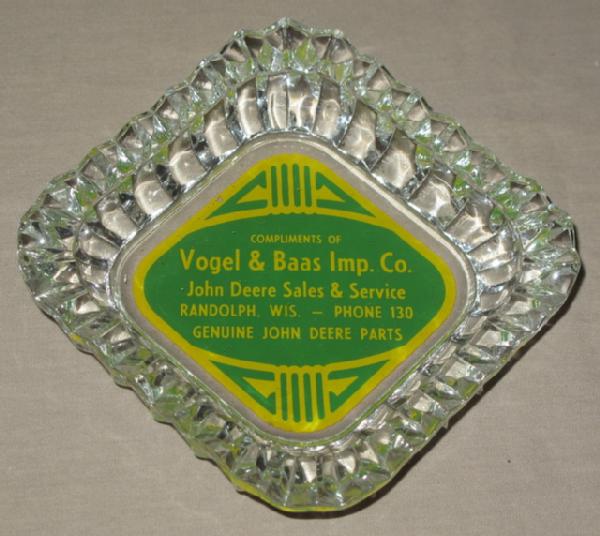 COMPLIMENTS OF
Vogel & Baas Imp. Co.
John Deere Sales & Service
RANDOLPH, WIS. — PHONE 130
GENUINE JOHN DEERE PARTS